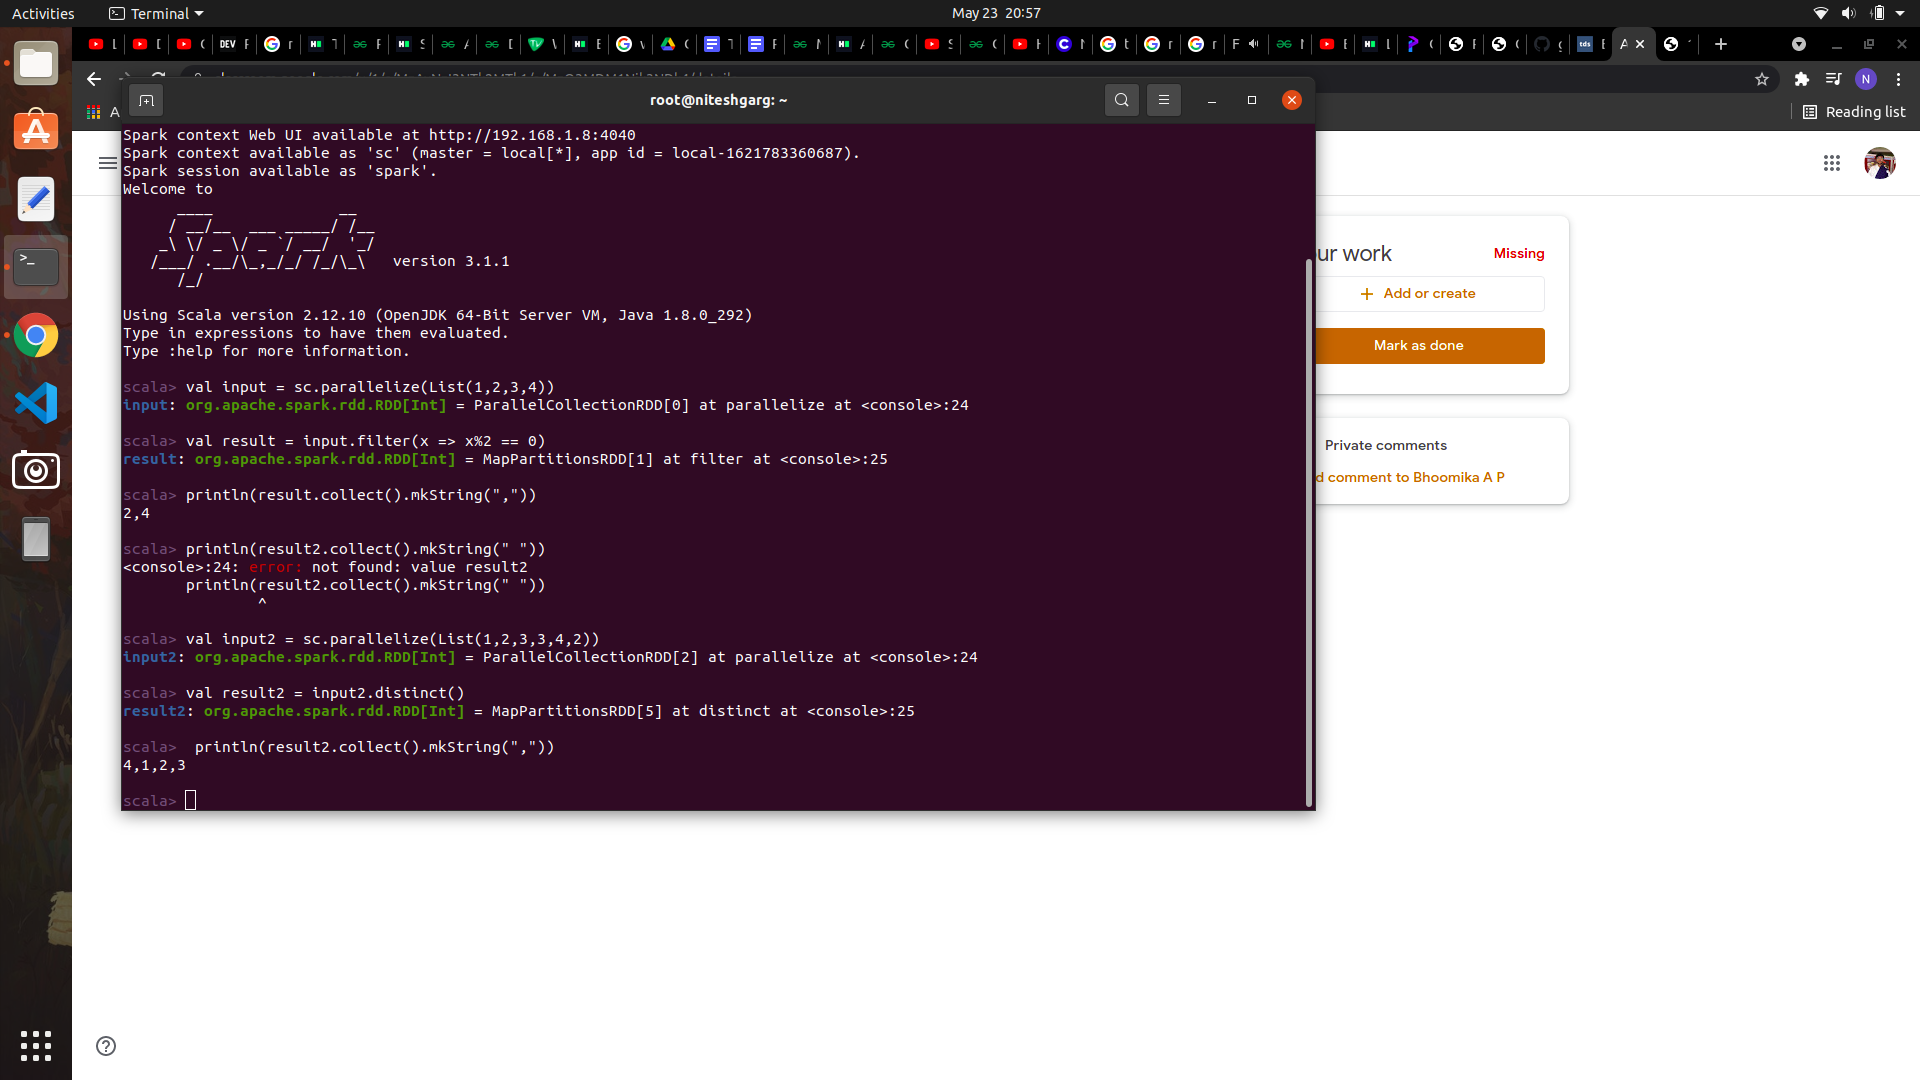 Activities
Terminal
May 23 20:57
DEV
tds
N
Reading list
root@niteshgarg: ~
Spark context Web UI available at http://192.168.1.8:4040
Spark context available as 'sc' (master = local[*], app id = local-1621783360687).
Spark session available as 'spark'.
Welcome to
version 3.1.1
Using Scala version 2.12.10 (OpenJDK 64-Bit Server VM, Java 1.8.0_292)
Type in expressions to have them evaluated.
Type :help for more information.
scala> val input = sc.parallelize(List(1,2,3,4))
input: org.apache.spark.rdd.RDD[Int] = ParallelCollectionRDD[0] at parallelize at <console>:24
scala> val result = input.filter(x => x%2 == 0)
result: org.apache.spark.rdd.RDD[Int] = MapPartitionsRDD[1] at filter at <console>:25
scala> println(result.collect().mkString(","))
2,4
scala> println(result2.collect().mkString(" "))
<console>:24: error: not found: value result2
println(result2.collect().mkString(" "))
^
scala> val input2 = sc.parallelize(List(1,2,3,3,4,2))
input2: org.apache.spark.rdd.RDD[Int] = ParallelCollectionRDD[2] at parallelize at <console>:24
scala> val result2 = input2.distinct()
result2: org.apache.spark.rdd.RDD[Int] = MapPartitionsRDD[5] at distinct at <console>:25
scala>  println(result2.collect().mkString(","))
4,1,2,3
scala>
ur work
Missing
Add or create
Mark as done
Private comments
d comment to Bhoomika A P